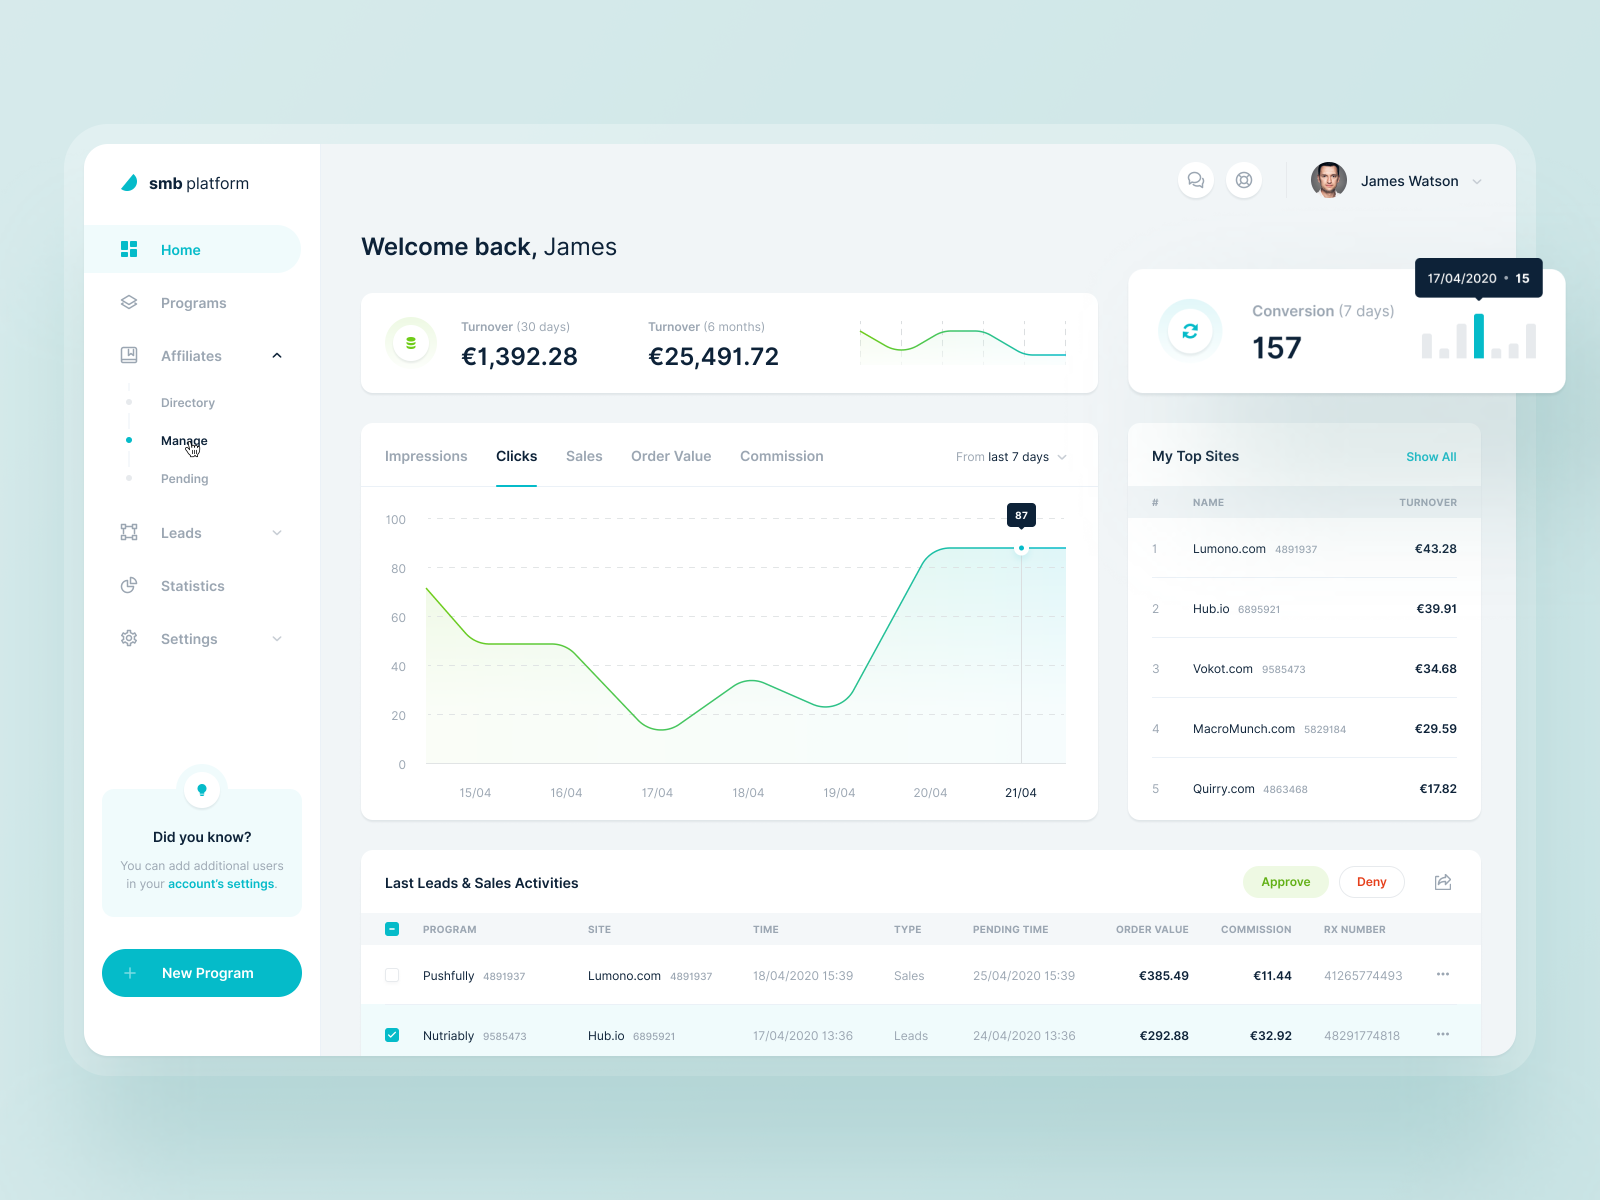 smb platform
Home
Programs
Affiliates
Directory
Manage
Pending
Leads
Statistics
Settings
Did you know?
You can add additional users
in your account's settings.
New Program
James Watson
Welcome back, James
Turnover (30 days)
€1,392.28
Turnover (6 months)
€25,491.72
Conversion (7 days)
157
17/04/2020 • 15
Impressions Clicks Sales Order Value Commission From last 7 days
87
100
80
60
40
20
0
15/04 16/04 17/04 18/04 19/04 20/04 21/04
My Top Sites Show All
# NAME TURNOVER
1 Lumono.com 4891937 €43.28
2 Hub.io 6895921 €39.91
3 Vokot.com 9585473 €34.68
4 MacroMunch.com 5829184 €29.59
5 Quirry.com 4863468 €17.82
Last Leads & Sales Activities Approve Deny
PROGRAM SITE TIME TYPE PENDING TIME ORDER VALUE COMMISSION RX NUMBER
Pushfully 4891937 Lumono.com 4891937 18/04/2020 15:39 Sales 25/04/2020 15:39 €385.49 €11.44 41265774493
Nutriably 9585473 Hub.io 6895921 17/04/2020 13:36 Leads 24/04/2020 13:36 €292.88 €32.92 48291774818